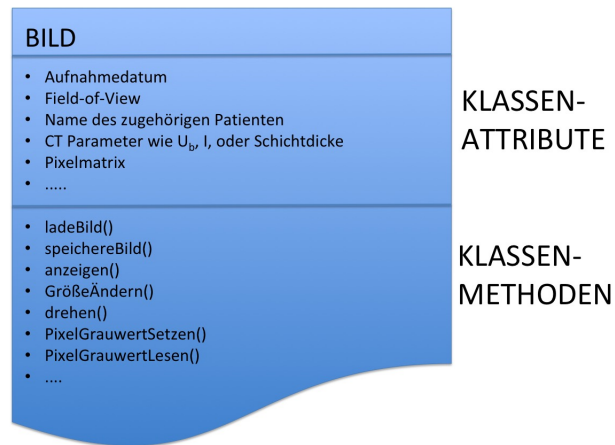 BILD
• Aufnahmedatum
• Field-of-View
• Name des zugehörigen Patienten
• CT Parameter wie U_b, I, oder Schichtdicke
• Pixelmatrix
• .....
KLASSEN-
ATTRIBUTE
• ladeBild()
• speichereBild()
• anzeigen()
• GrößeÄndern()
• drehen()
• PixelGrauwertSetzen()
• PixelGrauwertLesen()
• ....
KLASSEN-
METHODEN